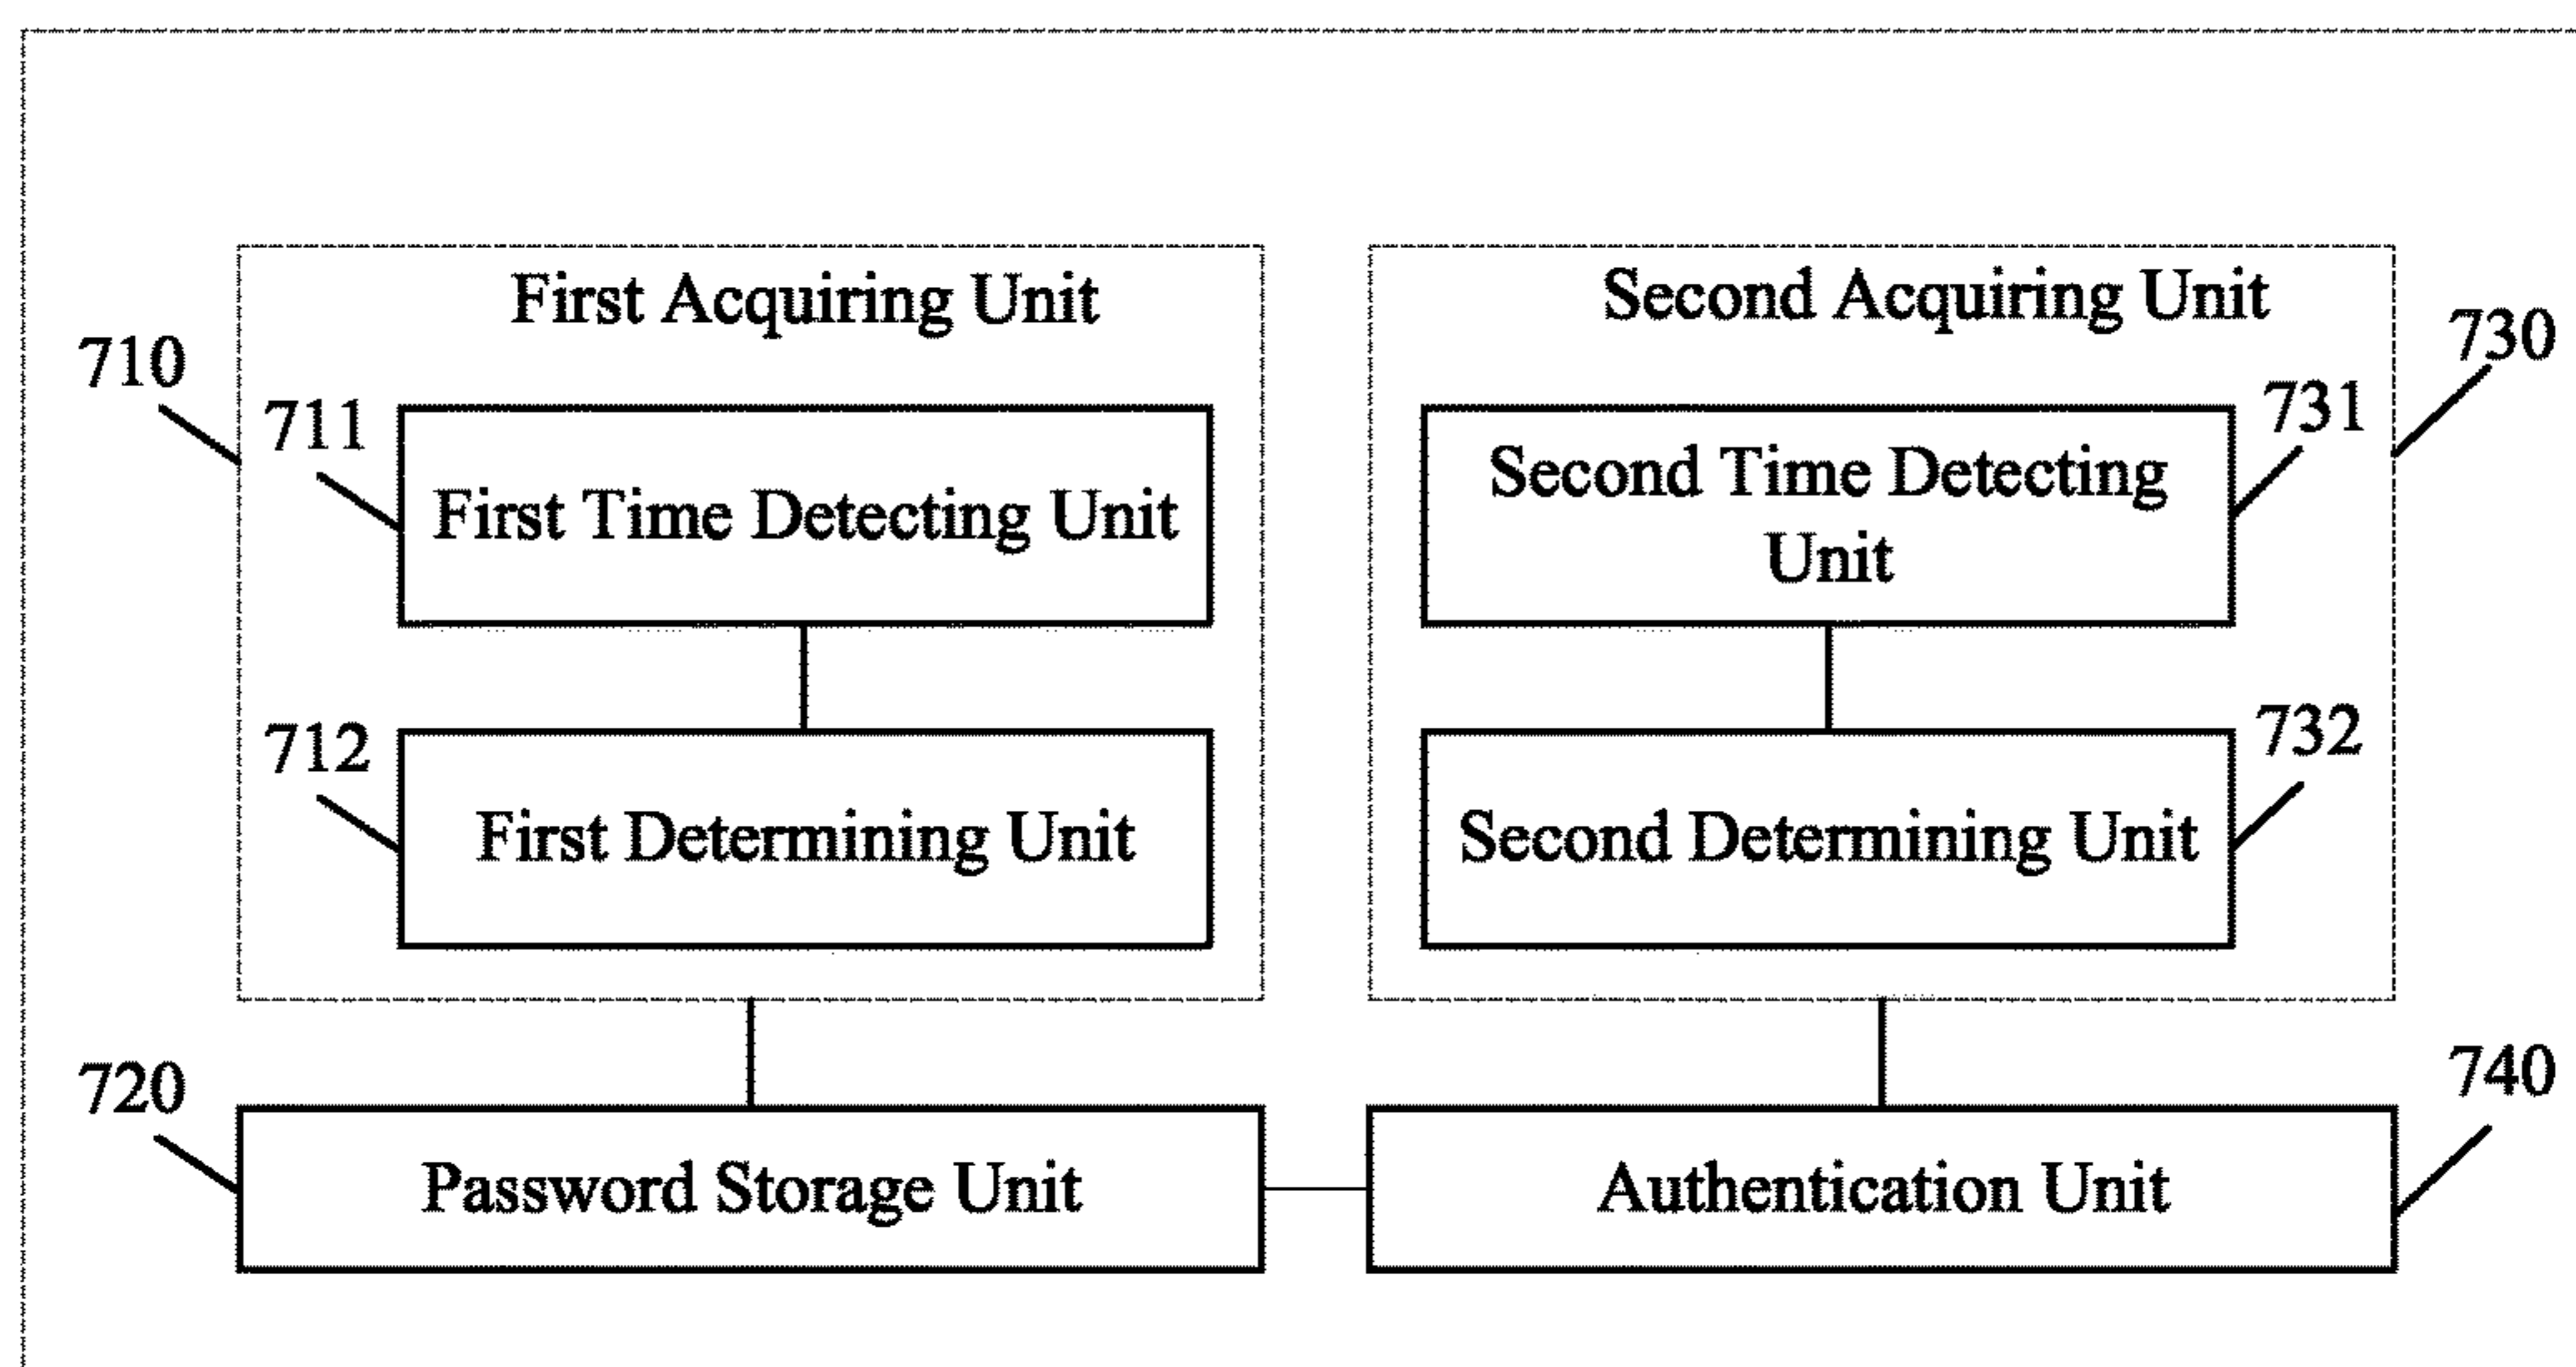 First Acquiring Unit
710
711
First Time Detecting Unit
712
First Determining Unit
720
Password Storage Unit
Second Acquiring Unit
730
731
Second Time Detecting
Unit
732
Second Determining Unit
740
Authentication Unit